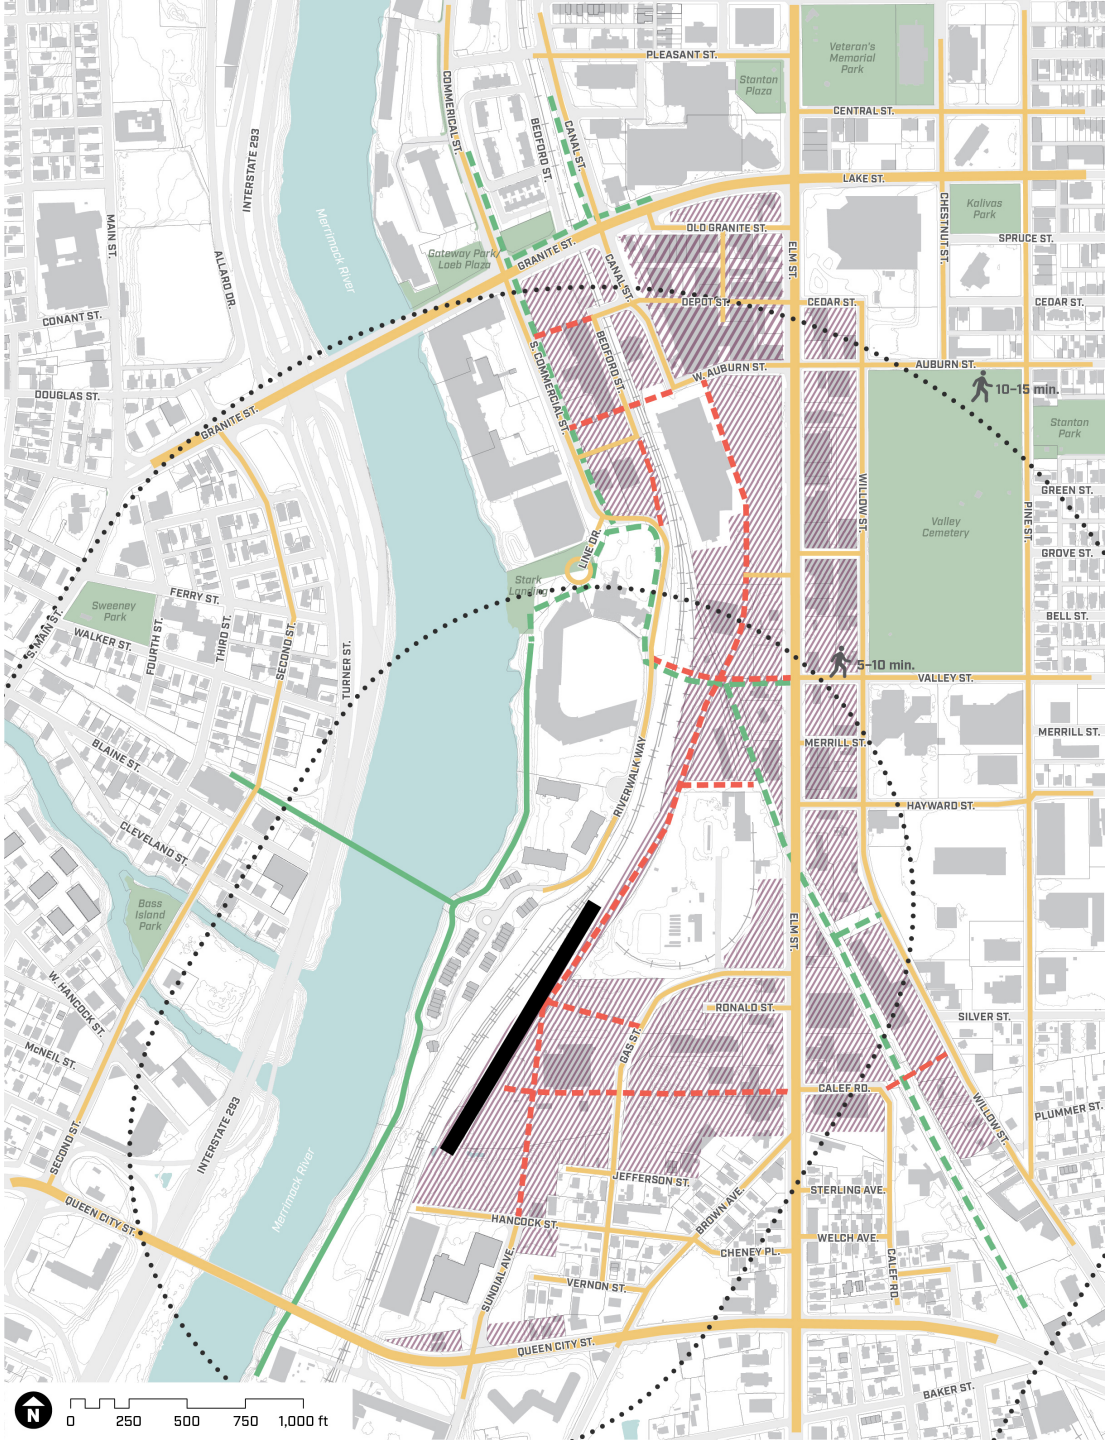 PLEASANT ST.
Veteran's
Memorial
Park
Stanton
Plaza
CENTRAL ST.
COMMERICAL ST.
BEDFORD ST.
CANAL ST.
INTERSTATE 293
LAKE ST.
MAIN ST.
ALLARD DR.
Merrimack River
Gateway Park/
Loeb Plaza
GRANITE ST.
CANAL ST.
OLD GRANITE ST.
ELM ST.
CHESTNUT ST.
Kalivas
Park
SPRUCE ST.
CONANT ST.
DEPOT ST.
CEDAR ST.
CEDAR ST.
S. COMMERCIAL ST.
BEDFORD ST.
W. AUBURN ST.
AUBURN ST.
DOUGLAS ST.
10–15 min.
GRANITE ST.
Stanton
Park
WILLOW ST.
GREEN ST.
Valley
Cemetery
PINE ST.
LINE DR.
GROVE ST.
Stark
Landing
FERRY ST.
Sweeney
Park
S. MAIN ST.
WALKER ST.
FOURTH ST.
THIRD ST.
SECOND ST.
TURNER ST.
BELL ST.
5–10 min.
VALLEY ST.
MERRILL ST.
MERRILL ST.
BLAINE ST.
RIVERWALK WAY
HAYWARD ST.
CLEVELAND ST.
Bass
Island
Park
ELM ST.
W. HANCOCK ST.
RONALD ST.
SILVER ST.
GAS ST.
McNEIL ST.
CALEF RD.
INTERSTATE 293
SECOND ST.
WILLOW ST.
PLUMMER ST.
Merrimack River
JEFFERSON ST.
STERLING AVE.
BROWN AVE.
QUEEN CITY ST.
HANCOCK ST.
WELCH AVE.
CHENEY PL.
CALEF RD.
SUNDIAL AVE.
VERNON ST.
QUEEN CITY ST.
BAKER ST.
N
0 250 500 750 1,000 ft